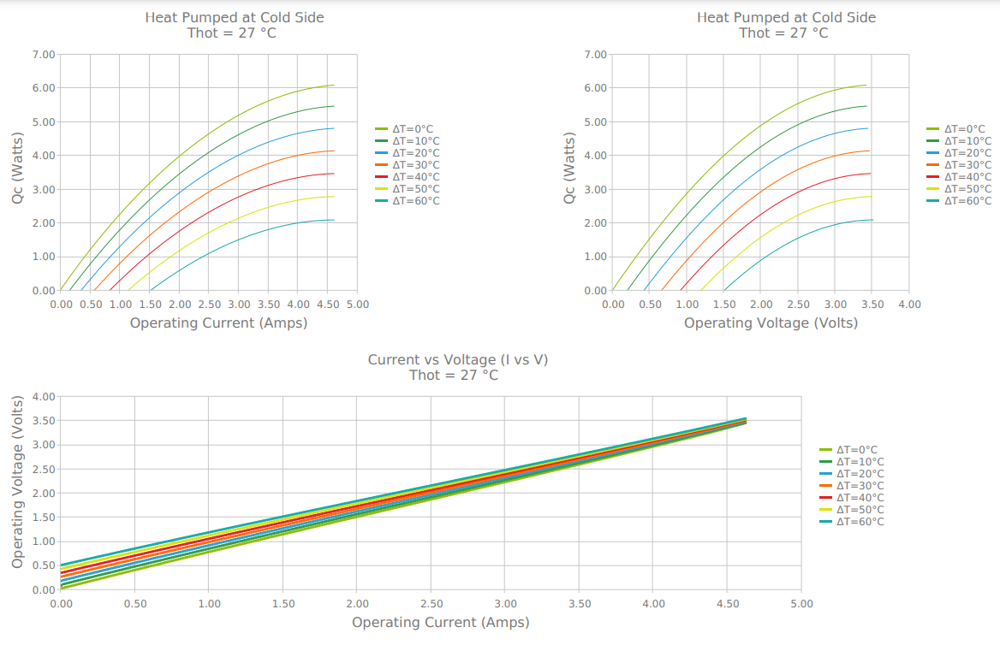 Heat Pumped at Cold Side
Thot = 27 °C
7.00
6.00
5.00
4.00
3.00
2.00
1.00
0.00
Qc (Watts)
0.00 0.50 1.00 1.50 2.00 2.50 3.00 3.50 4.00 4.50 5.00
Operating Current (Amps)
ΔT=0°C
ΔT=10°C
ΔT=20°C
ΔT=30°C
ΔT=40°C
ΔT=50°C
ΔT=60°C
Heat Pumped at Cold Side
Thot = 27 °C
7.00
6.00
5.00
4.00
3.00
2.00
1.00
0.00
Qc (Watts)
0.00 0.50 1.00 1.50 2.00 2.50 3.00 3.50 4.00
Operating Voltage (Volts)
ΔT=0°C
ΔT=10°C
ΔT=20°C
ΔT=30°C
ΔT=40°C
ΔT=50°C
ΔT=60°C
Current vs Voltage (I vs V)
Thot = 27 °C
4.00
3.50
3.00
2.50
2.00
1.50
1.00
0.50
0.00
Operating Voltage (Volts)
0.00 0.50 1.00 1.50 2.00 2.50 3.00 3.50 4.00 4.50 5.00
Operating Current (Amps)
ΔT=0°C
ΔT=10°C
ΔT=20°C
ΔT=30°C
ΔT=40°C
ΔT=50°C
ΔT=60°C